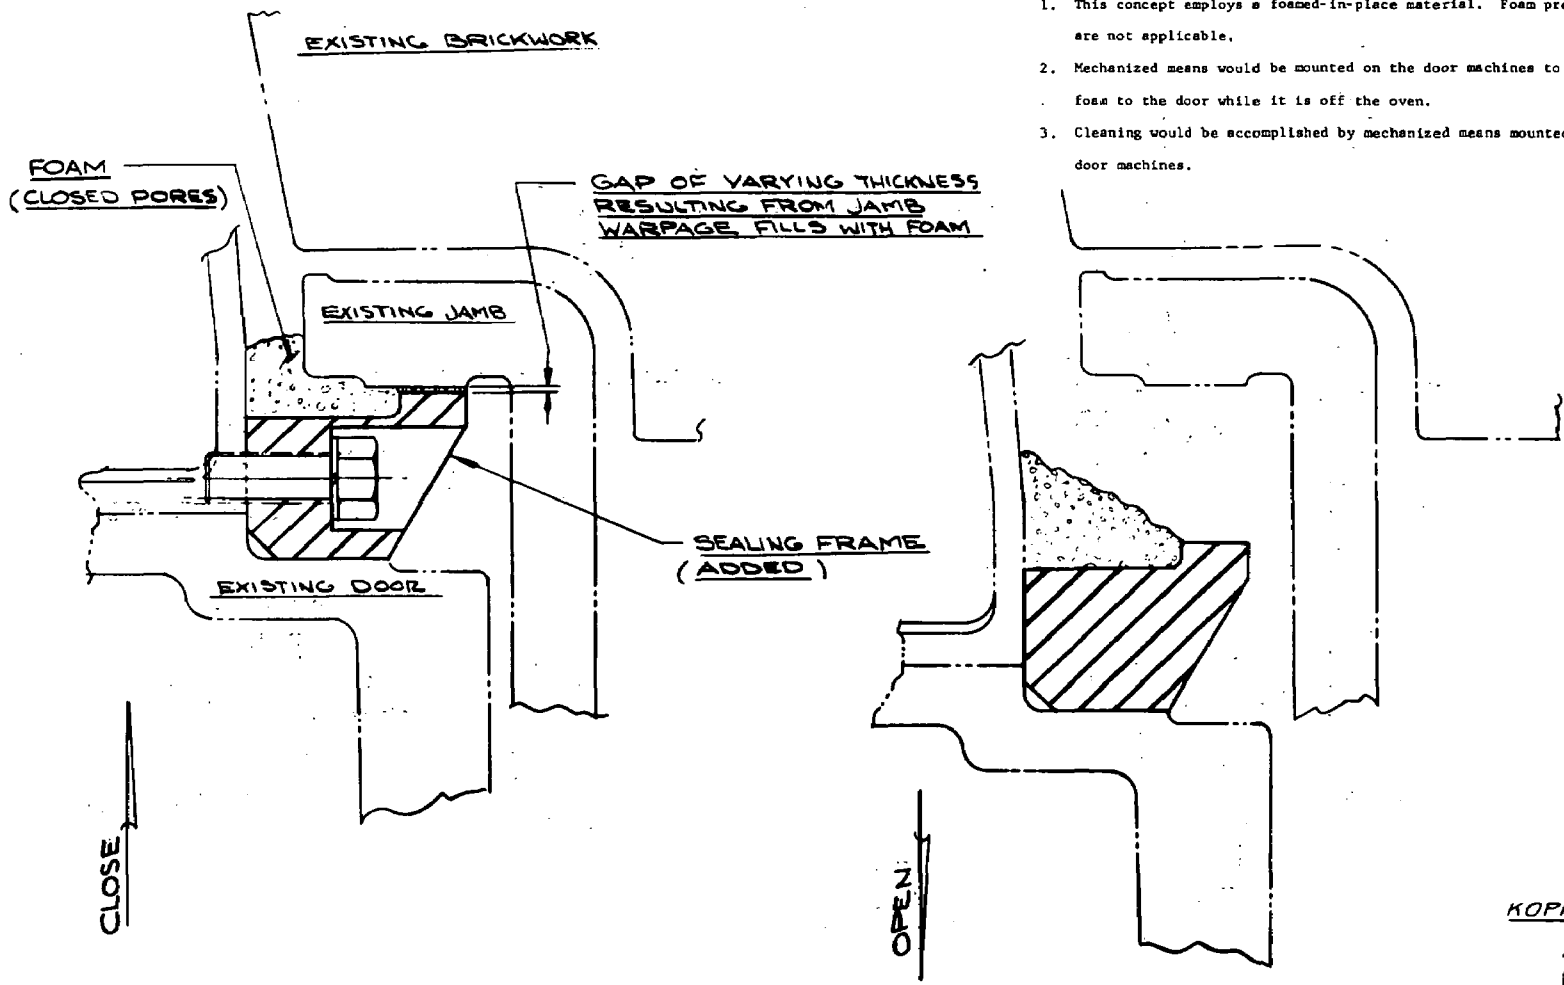 EXISTING BRICKWORK
1. This concept employs a foamed-in-place material. Foam
are not applicable.
2. Mechanized means would be mounted on the door machines to
foam to the door while it is off the oven.
3. Cleaning would be accomplished by mechanized means mounted
door machines.
FOAM
(CLOSED PORES)
GAP OF VARYING THICKNESS
RESULTING FROM JAMB
WARPAGE FILLS WITH FOAM
EXISTING JAMB
SEALING FRAME
(ADDED)
EXISTING DOOR
CLOSE
OPEN